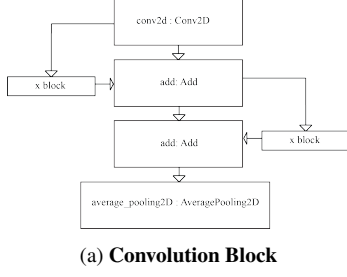 conv2d : Conv2D
x block
add: Add
add: Add
x block
average_pooling2D : AveragePooling2D
(a) Convolution Block